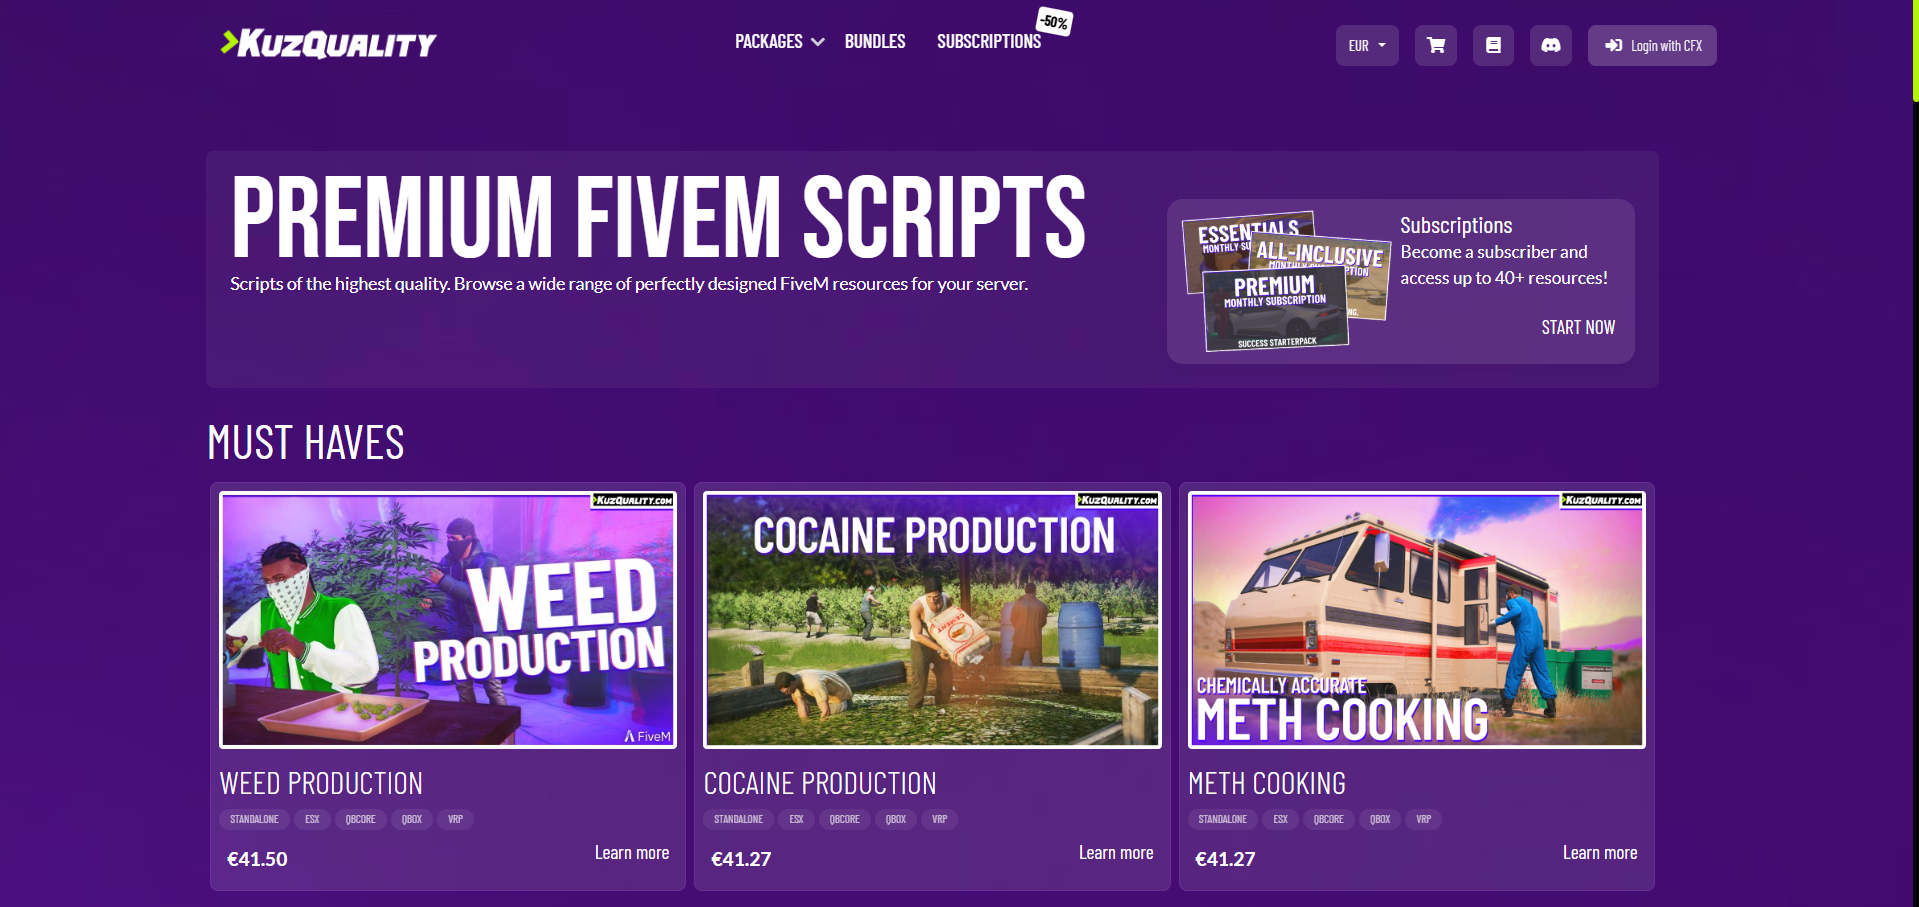 KUZQUALITY
PACKAGES
BUNDLES
SUBSCRIPTIONS
-50%
EUR
Login with CFX
PREMIUM FIVEM SCRIPTS
Scripts of the highest quality. Browse a wide range of perfectly designed FiveM resources for your server.
ESSENTIALS
MONTHLY SU
ALL-INCLUSIVE
PREMIUM
MONTHLY SUBSCRIPTION
SUCCESS STARTERPACK
Subscriptions
Become a subscriber and
access up to 40+ resources!
START NOW
MUST HAVES
KUZQUALITY.COM
WEED
PRODUCTION
FiveM
WEED PRODUCTION
STANDALONE ESX QBCORE QBOX VRP
€41.50
Learn more
KUZQUALITY.COM
COCAINE PRODUCTION
CEMENT
COCAINE PRODUCTION
STANDALONE ESX QBCORE QBOX VRP
€41.27
Learn more
KUZQUALITY.COM
CHEMICALLY ACCURATE
METH COOKING
METH COOKING
STANDALONE ESX QBCORE QBOX VRP
€41.27
Learn more